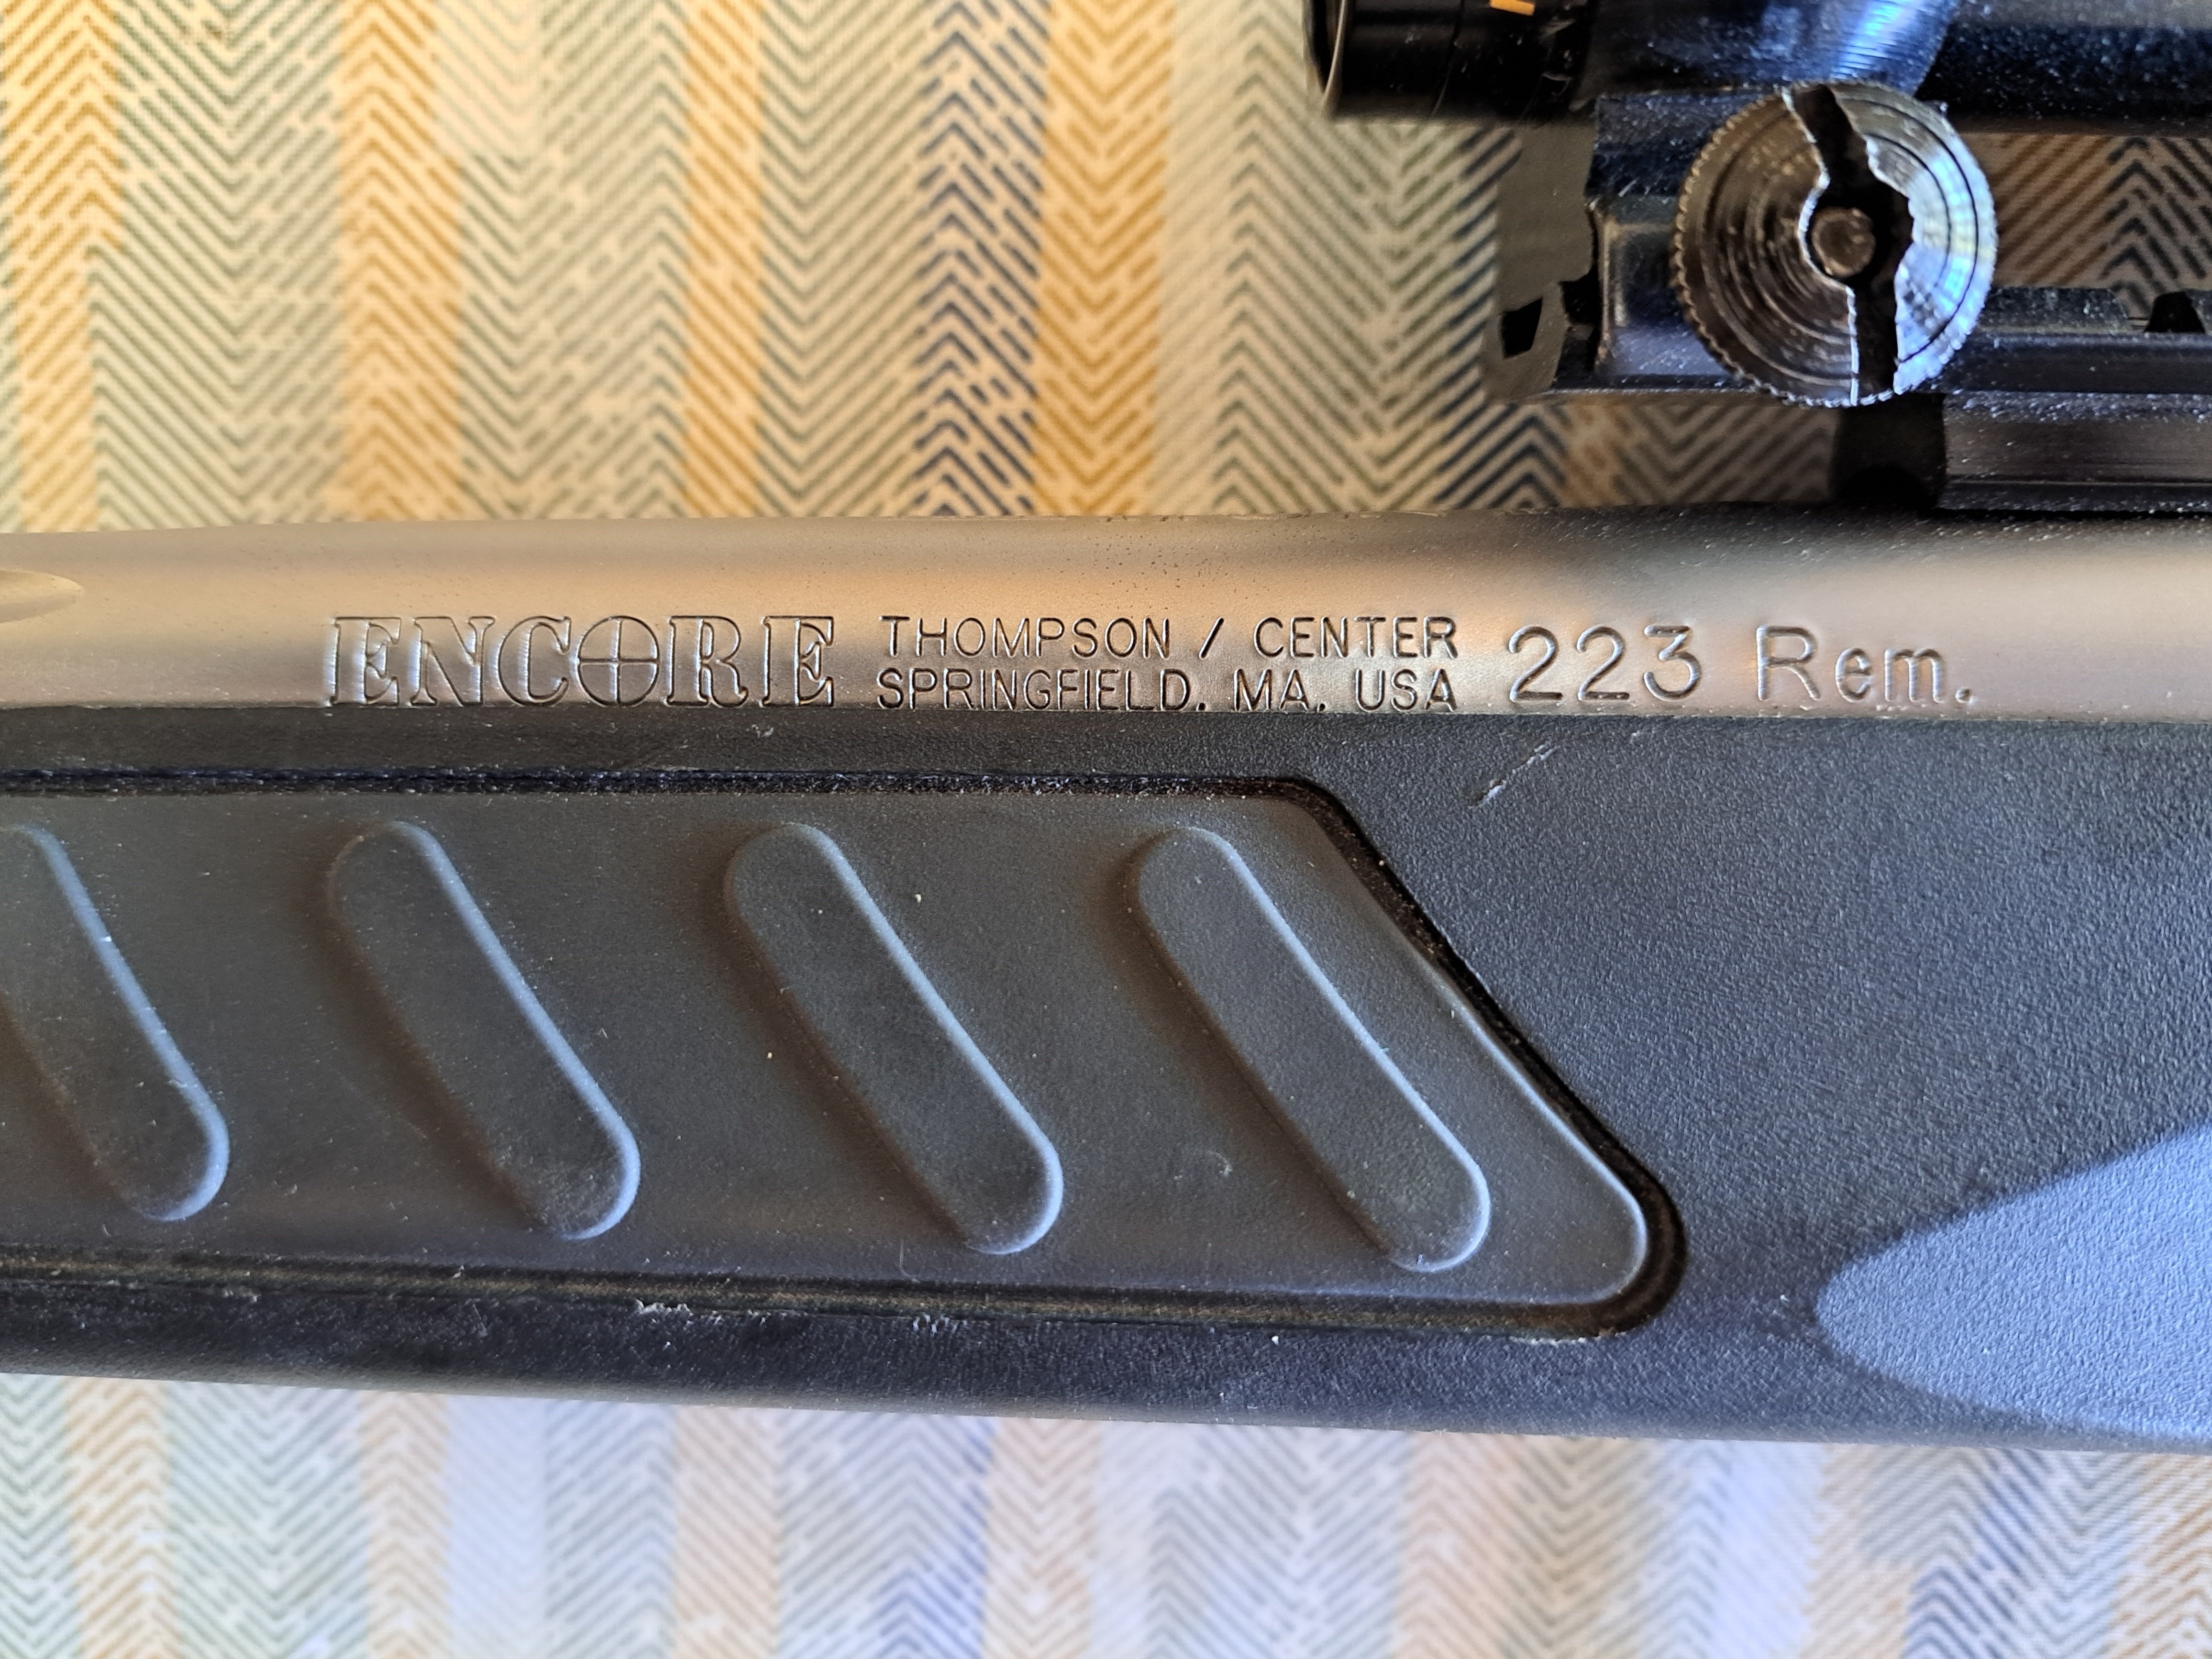 ENCORE
THOMPSON / CENTER
SPRINGFIELD. MA. USA
223 Rem.